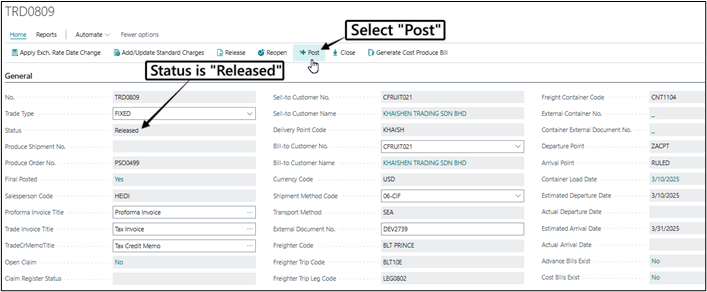 TRD0809
Select "Post"
Home Reports Automate Fewer options
Apply Exch. Rate Date Change Add/Update Standard Charges Release Reopen Post Close Generate Cost Produce Bill
Status is "Released"
General
No. TRD0809 Sell-to Customer No. CFRUIT021 Freight Container Code CNT1104
Trade Type FIXED Sell-to Customer Name KHAISHEN TRADING SDN BHD External Container No. _
Status Released Delivery Point Code KHAISH Container External Document No. _
Produce Shipment No. Bill-to Customer No. CFRUIT021 Departure Point ZACPT
Produce Order No. PSO0499 Bill-to Customer Name KHAISHEN TRADING SDN BHD Arrival Point RULED
Final Posted Yes Currency Code USD Container Load Date 3/10/2025
Salesperson Code HEIDI Shipment Method Code 06-CIF Estimated Departure Date 3/10/2025
Proforma Invoice Title Proforma Invoice Transport Method SEA Actual Departure Date
Trade Invoice Title Tax Invoice External Document No. DEV2739 Estimated Arrival Date 3/31/2025
TradeCrMemoTitle Tax Credit Memo Freighter Code BLT PRINCE Actual Arrival Date
Open Claim No Freighter Trip Code BLT10E Advance Bills Exist No
Claim Register Status Freighter Trip Leg Code LEG0802 Cost Bills Exist No